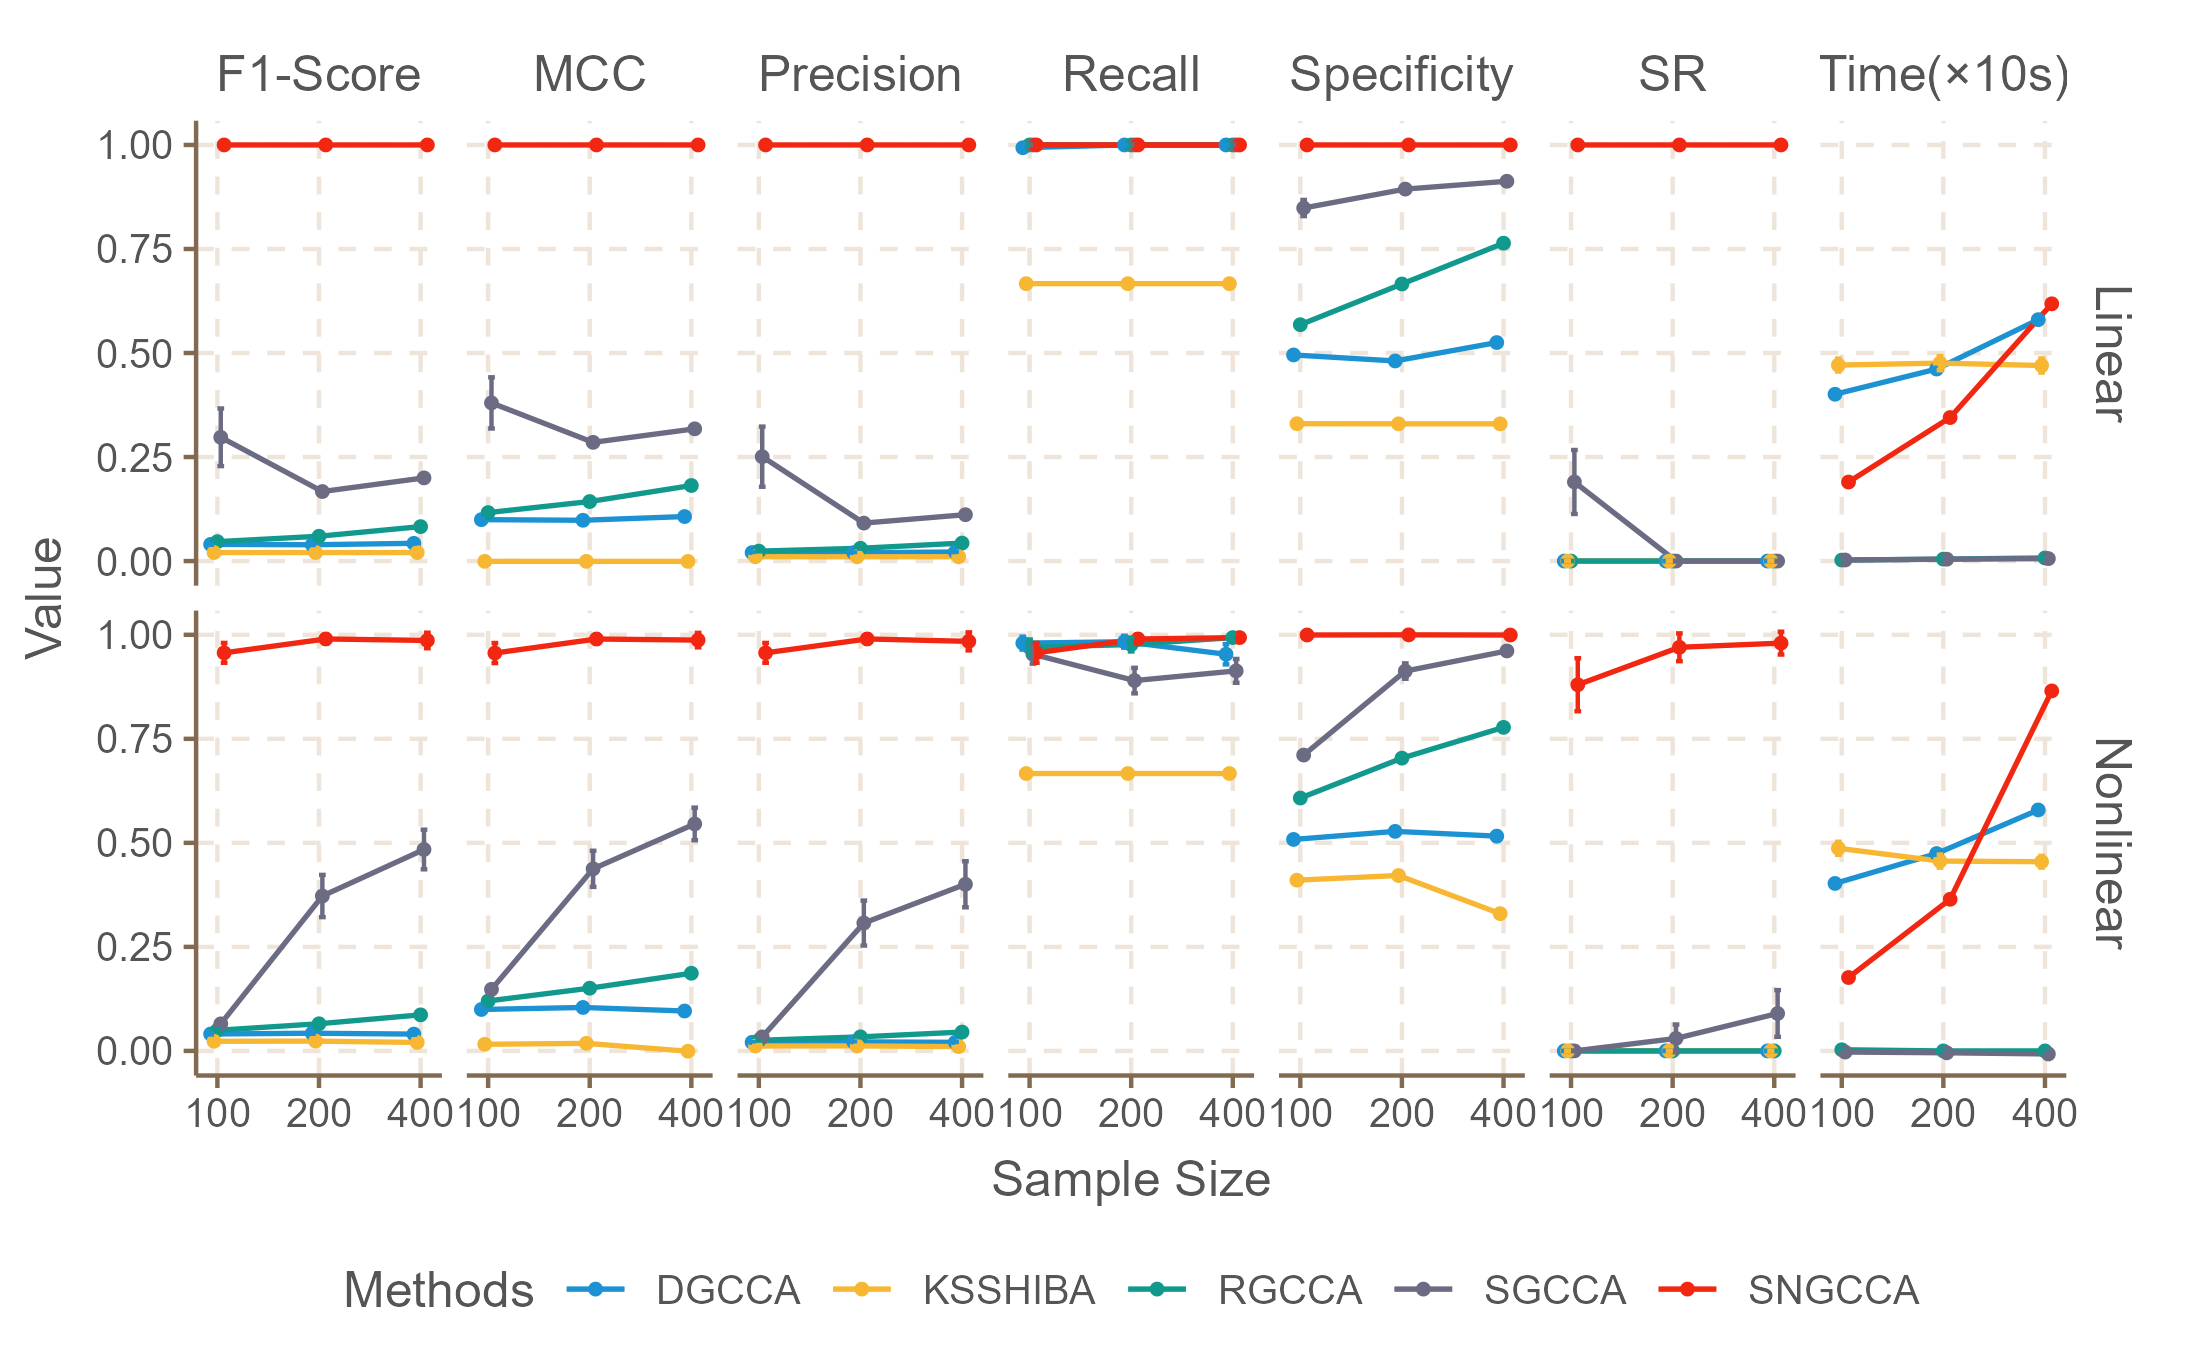 F1-Score MCC Precision Recall Specificity SR Time(×10s)
1.00
0.75
0.50
0.25
0.00
Linear
Value
1.00
0.75
0.50
0.25
0.00
Nonlinear
100 200 400 100 200 400 100 200 400 100 200 400 100 200 400 100 200 400 100 200 400
Sample Size
Methods DGCCA KSSHIBA RGCCA SGCCA SNGCCA